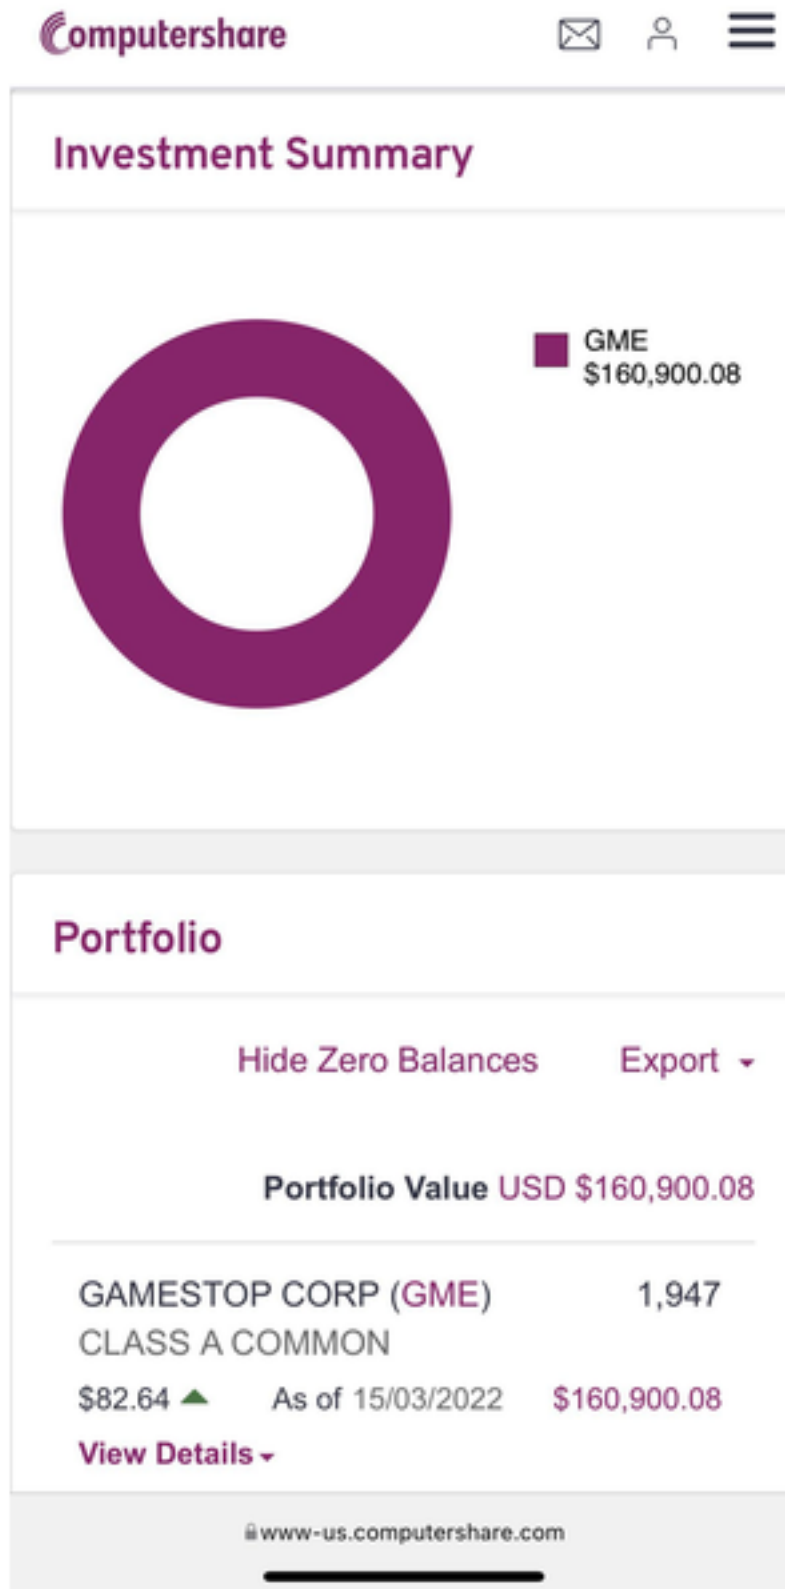 Computershare
Investment Summary
GME
$160,900.08
Portfolio
Hide Zero Balances Export
Portfolio Value USD $160,900.08
GAMESTOP CORP (GME) 1,947
CLASS A COMMON
$82.64 As of 15/03/2022 $160,900.08
View Details
www-us.computershare.com